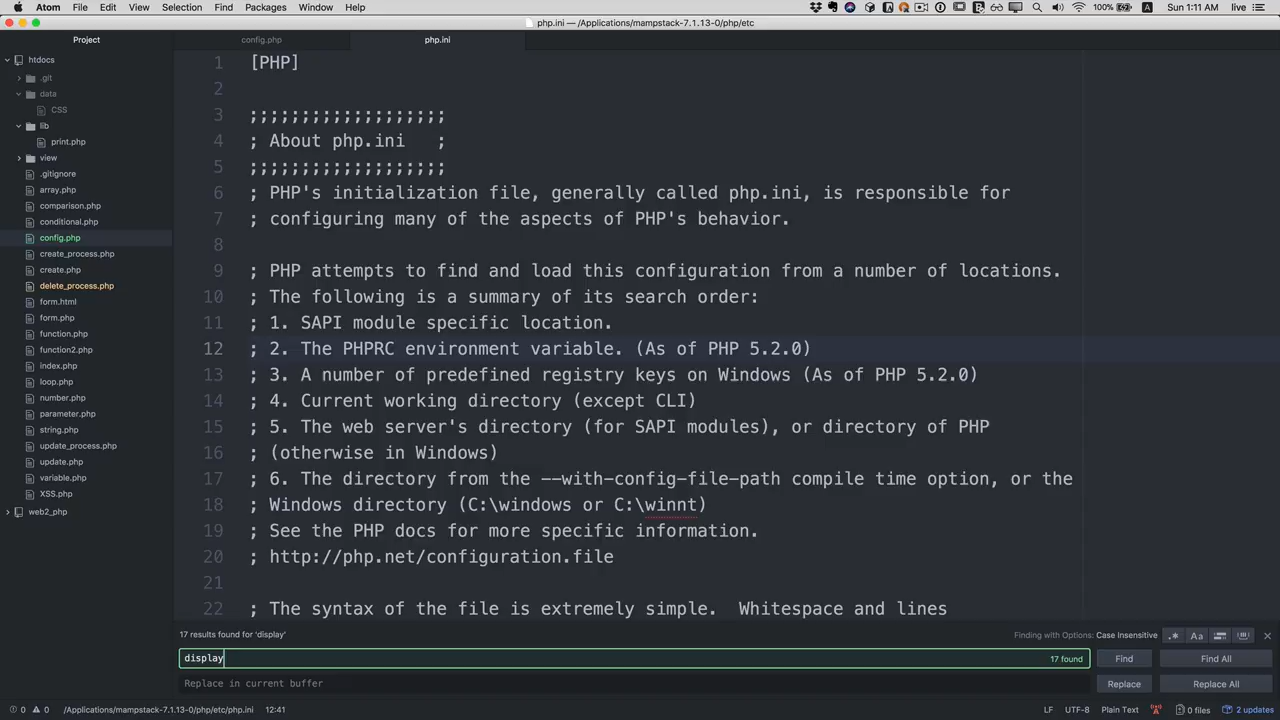 Atom File Edit View Selection Find Packages Window Help
100% Sun 1:11 AM live
php.ini — /Applications/mampstack-7.1.13-0/php/etc
Project
config.php
php.ini
htdocs
.git
data
CSS
lib
print.php
view
.gitignore
array.php
comparison.php
conditional.php
config.php
create_process.php
create.php
delete_process.php
form.html
form.php
function.php
function2.php
index.php
loop.php
number.php
parameter.php
string.php
update_process.php
update.php
variable.php
XSS.php
web2_php
1 [PHP]
2
3 ;;;;;;;;;;;;;;;;;;;
4 ; About php.ini   ;
5 ;;;;;;;;;;;;;;;;;;;
6 ; PHP's initialization file, generally called php.ini, is responsible for
7 ; configuring many of the aspects of PHP's behavior.
8
9 ; PHP attempts to find and load this configuration from a number of locations.
10 ; The following is a summary of its search order:
11 ; 1. SAPI module specific location.
12 ; 2. The PHPRC environment variable. (As of PHP 5.2.0)
13 ; 3. A number of predefined registry keys on Windows (As of PHP 5.2.0)
14 ; 4. Current working directory (except CLI)
15 ; 5. The web server's directory (for SAPI modules), or directory of PHP
16 ; (otherwise in Windows)
17 ; 6. The directory from the --with-config-file-path compile time option, or the
18 ; Windows directory (C:\windows or C:\winnt)
19 ; See the PHP docs for more specific information.
20 ; http://php.net/configuration.file
21
22 ; The syntax of the file is extremely simple.  Whitespace and lines
17 results found for 'display'
Finding with Options: Case Insensitive
.* Aa
display
17 found
Find
Find All
Replace in current buffer
Replace
Replace All
0 0 /Applications/mampstack-7.1.13-0/php/etc/php.ini 12:41
LF UTF-8 Plain Text 0 files 2 updates